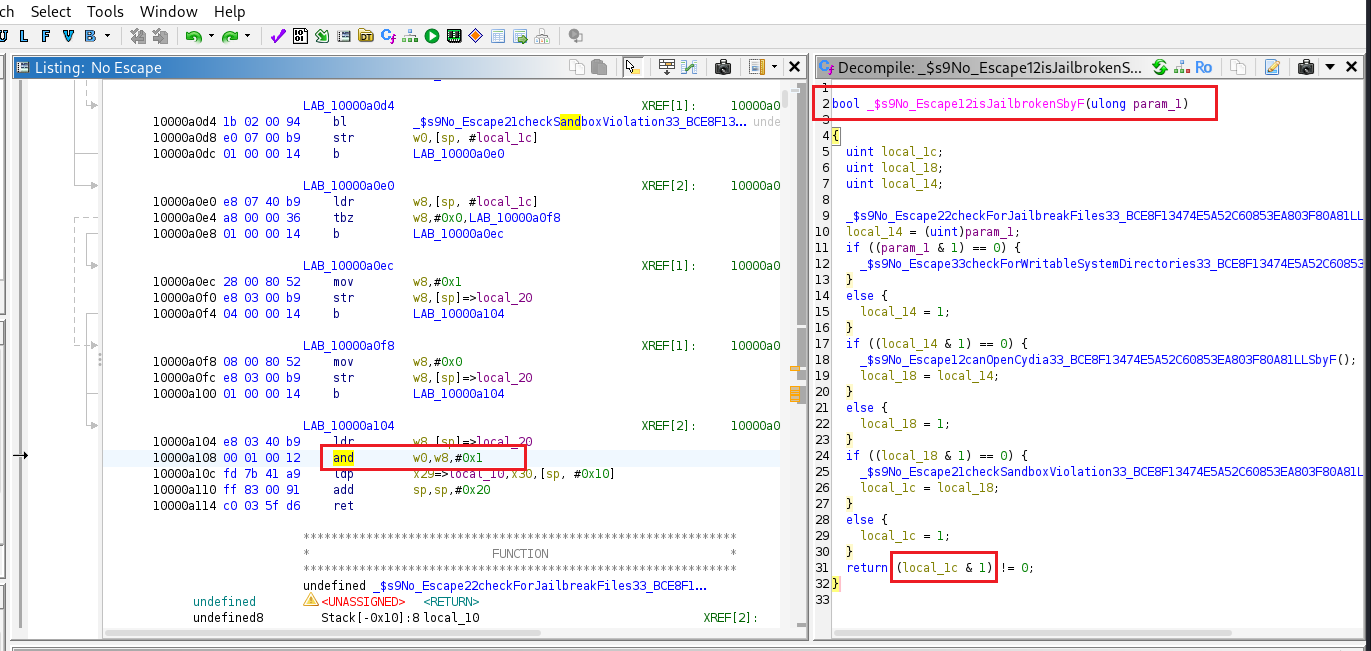 ch Select Tools Window Help
U L F V B
Listing: No Escape
LAB_10000a0d4 XREF[1]: 10000a0
10000a0d4 1b 02 00 94 bl _$s9No_Escape21checkSandboxViolation33_BCE8F13... unde
10000a0d8 e0 07 00 b9 str w0,[sp, #local_1c]
10000a0dc 01 00 00 14 b LAB_10000a0e0
LAB_10000a0e0 XREF[2]: 10000a0
10000a0e0 e8 07 40 b9 ldr w8,[sp, #local_1c]
10000a0e4 a8 00 00 36 tbz w8,#0x0,LAB_10000a0f8
10000a0e8 01 00 00 14 b LAB_10000a0ec
LAB_10000a0ec XREF[1]: 10000a0
10000a0ec 28 00 80 52 mov w8,#0x1
10000a0f0 e8 03 00 b9 str w8,[sp]=>local_20
10000a0f4 04 00 00 14 b LAB_10000a104
LAB_10000a0f8 XREF[1]: 10000a0
10000a0f8 08 00 80 52 mov w8,#0x0
10000a0fc e8 03 00 b9 str w8,[sp]=>local_20
10000a100 01 00 00 14 b LAB_10000a104
LAB_10000a104 XREF[2]: 10000a0
10000a104 e8 03 40 b9 ldr w8,[sp]=>local_20
10000a108 00 01 00 12 and w0,w8,#0x1
10000a10c fd 7b 41 a9 ldp x29=>local_10,x30,[sp, #0x10]
10000a110 ff 83 00 91 add sp,sp,#0x20
10000a114 c0 03 5f d6 ret
************************************************************
* FUNCTION *
************************************************************
undefined _$s9No_Escape22checkForJailbreakFiles33_BCE8F1...
undefined <UNASSIGNED> <RETURN>
undefined8 Stack[-0x10]:8 local_10 XREF[2]:
Decompile: _$s9No_Escape12isJailbrokenS... Ro
1
2 bool _$s9No_Escape12isJailbrokenSbyF(ulong param_1)
3
4 {
5 uint local_1c;
6 uint local_18;
7 uint local_14;
8
9 _$s9No_Escape22checkForJailbreakFiles33_BCE8F13474E5A52C60853EA803F80A81LL
10 local_14 = (uint)param_1;
11 if ((param_1 & 1) == 0) {
12 _$s9No_Escape33checkForWritableSystemDirectories33_BCE8F13474E5A52C60853
13 }
14 else {
15 local_14 = 1;
16 }
17 if ((local_14 & 1) == 0) {
18 _$s9No_Escape12canOpenCydia33_BCE8F13474E5A52C60853EA803F80A81LLSbyF();
19 local_18 = local_14;
20 }
21 else {
22 local_18 = 1;
23 }
24 if ((local_18 & 1) == 0) {
25 _$s9No_Escape21checkSandboxViolation33_BCE8F13474E5A52C60853EA803F80A81L
26 local_1c = local_18;
27 }
28 else {
29 local_1c = 1;
30 }
31 return (local_1c & 1) != 0;
32 }
33